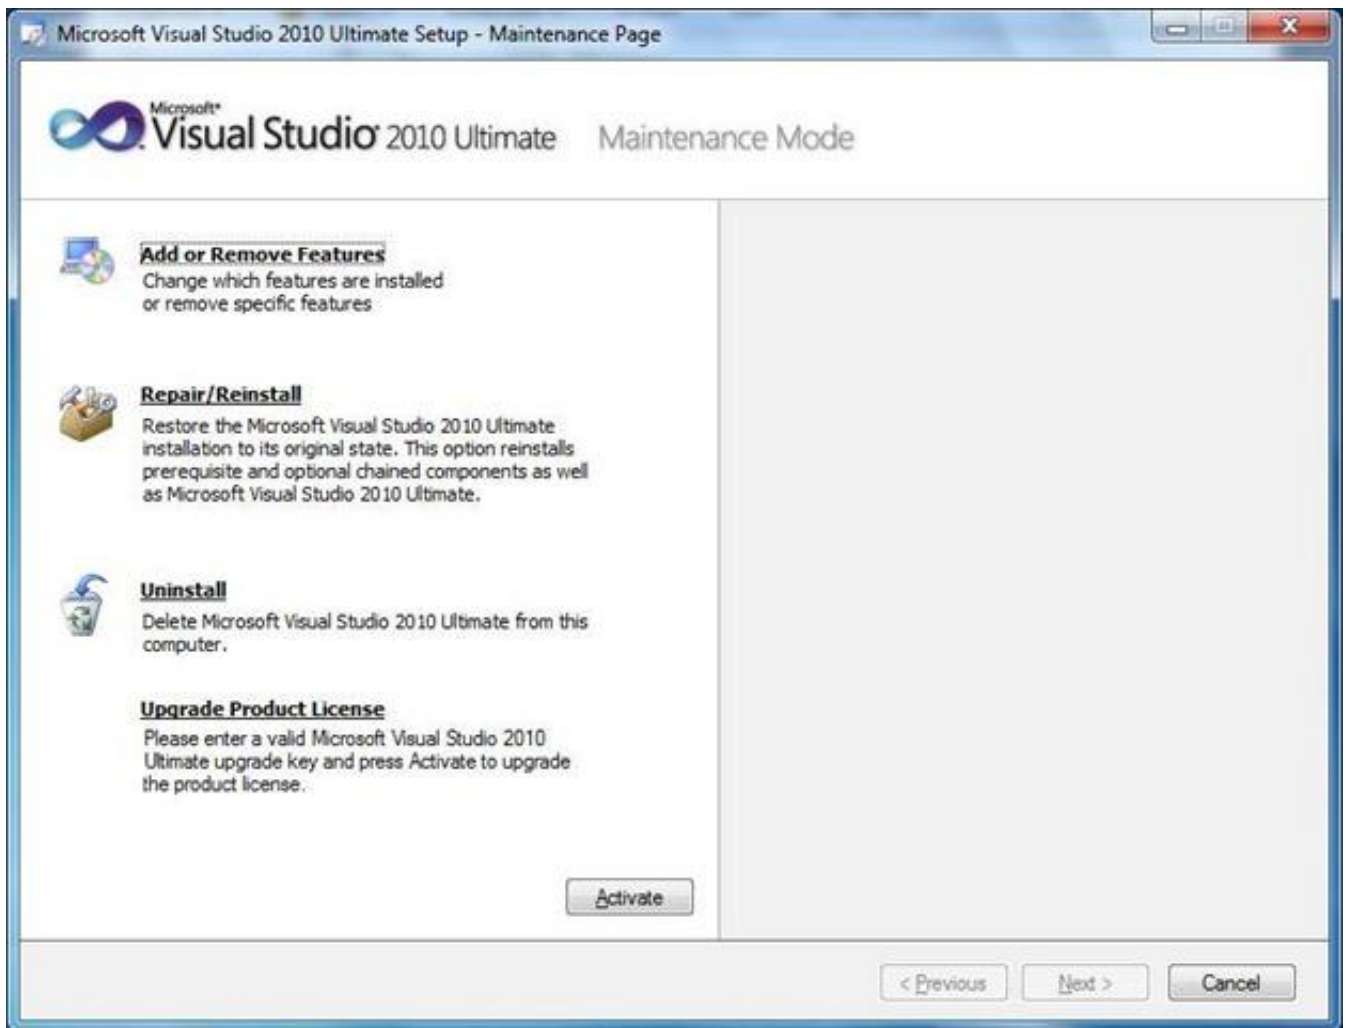 Microsoft Visual Studio 2010 Ultimate Setup - Maintenance Page
Microsoft®
Visual Studio® 2010 Ultimate Maintenance Mode
Add or Remove Features
Change which features are installed
or remove specific features
Repair/Reinstall
Restore the Microsoft Visual Studio 2010 Ultimate
installation to its original state. This option reinstalls
prerequisite and optional chained components as well
as Microsoft Visual Studio 2010 Ultimate.
Uninstall
Delete Microsoft Visual Studio 2010 Ultimate from this
computer.
Upgrade Product License
Please enter a valid Microsoft Visual Studio 2010
Ultimate upgrade key and press Activate to upgrade
the product license.
Activate
< Previous Next > Cancel